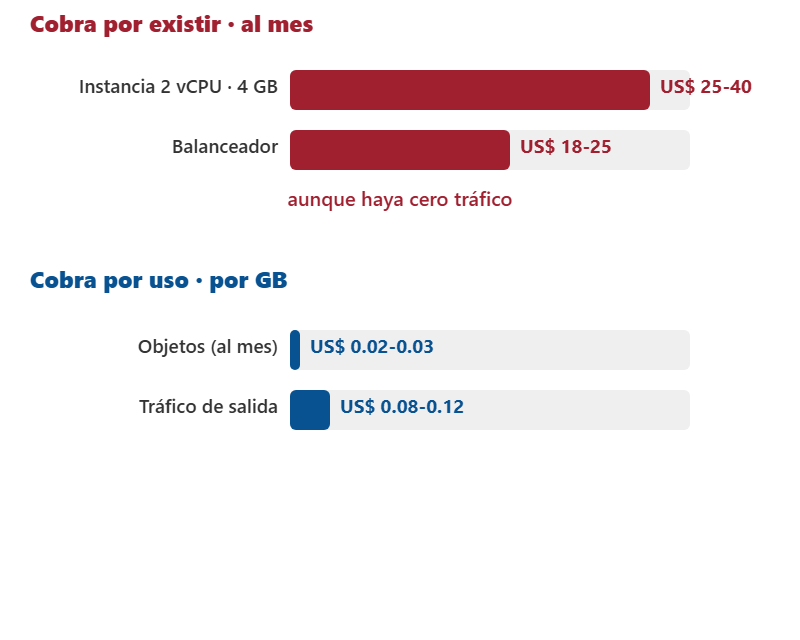 Cobra por existir · al mes
Instancia 2 vCPU · 4 GB US$ 25-40
Balanceador US$ 18-25
aunque haya cero tráfico
Cobra por uso · por GB
Objetos (al mes) US$ 0.02-0.03
Tráfico de salida US$ 0.08-0.12